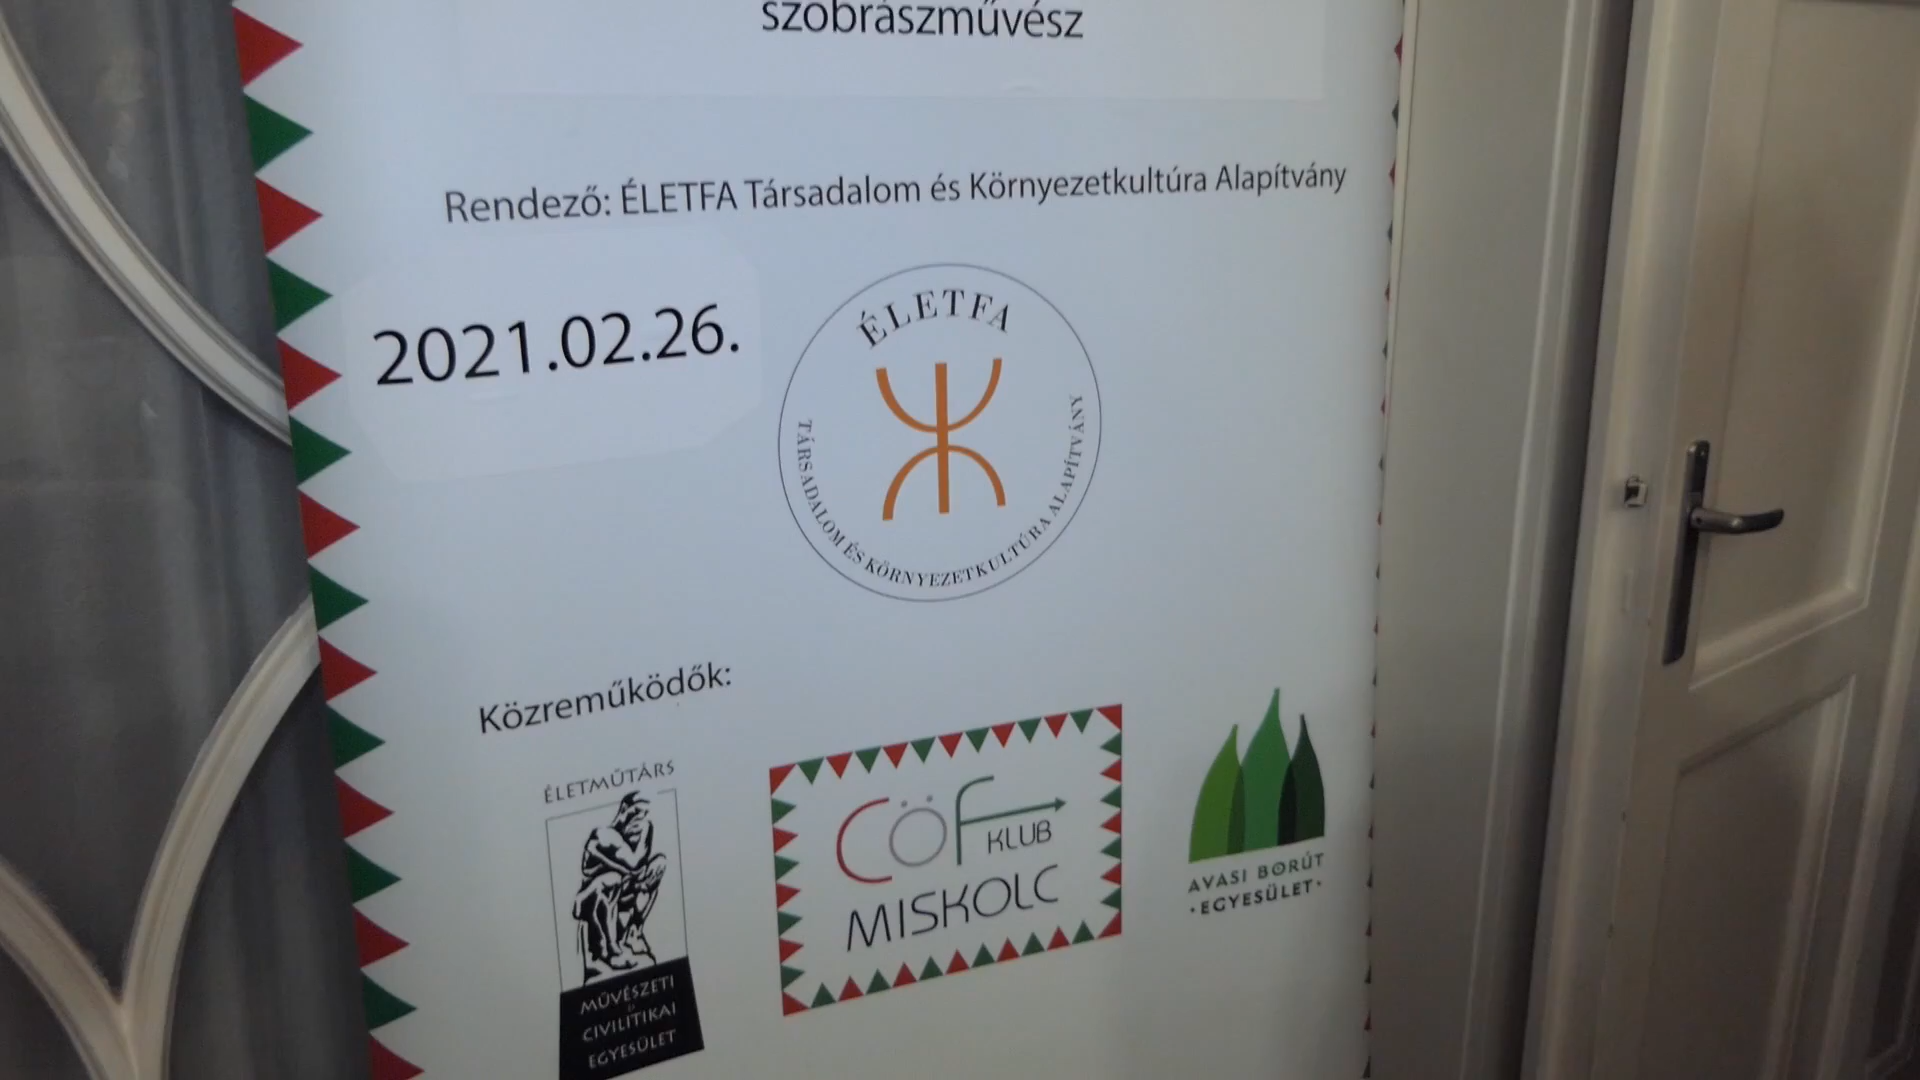 szobrászművész
Rendező: ÉLETFA Társadalom és Környezetkultúra Alapítvány
2021.02.26.
ÉLETFA
TÁRSADALOM ÉS KÖRNYEZETKULTÚRA ALAPÍTVÁNY
Közreműködők:
ÉLETMŰTÁRS
MŰVÉSZETI
CIVILITIKAI
EGYESÜLET
CÖF
KLUB
MISKOLC
AVASI BORÚT
·EGYESÜLET·